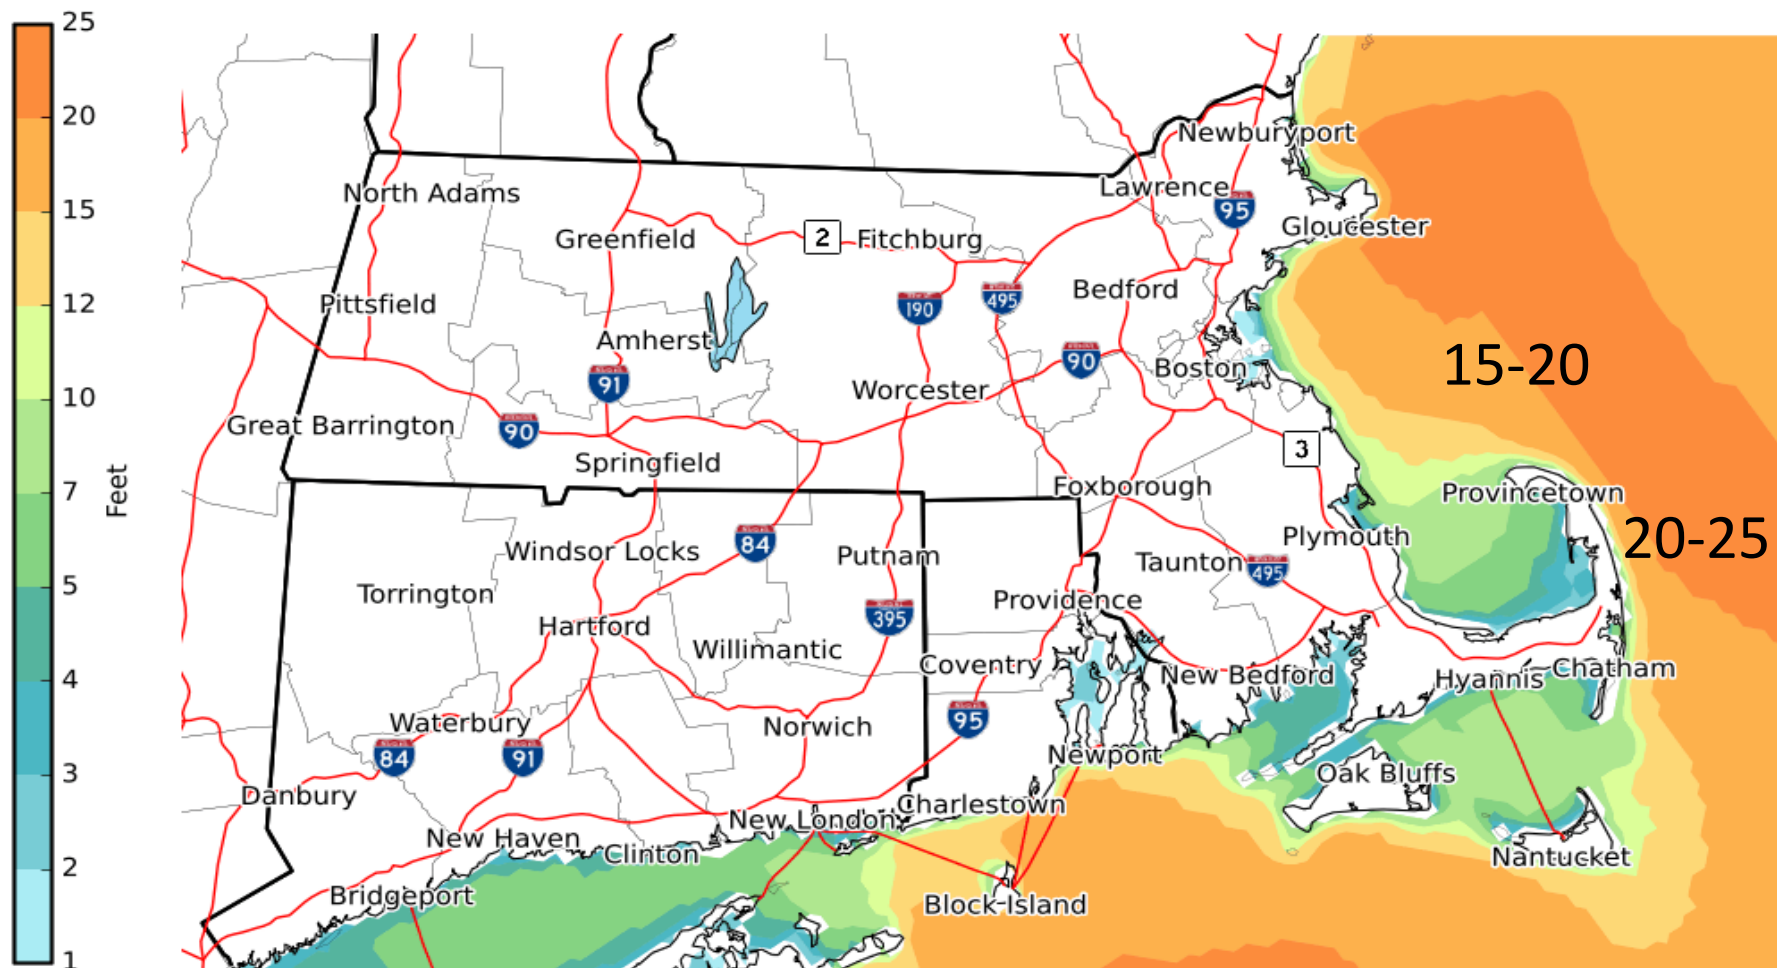 25
20
15
12
10
7
5
4
3
2
1
Feet
Newburyport
North Adams
Lawrence
95
Gloucester
Greenfield
2
Fitchburg
Pittsfield
190
495
Bedford
Amherst
91
90
Boston
15-20
Worcester
Great Barrington
90
3
Springfield
Foxborough
Provincetown
Windsor Locks
84
Putnam
Plymouth
20-25
Taunton
495
Torrington
395
Providence
Hartford
Willimantic
Coventry
New Bedford
Hyannis
Chatham
Waterbury
Norwich
95
84
91
Newport
Oak Bluffs
Danbury
Charlestown
New London
New Haven
Clinton
Nantucket
Bridgeport
Block Island